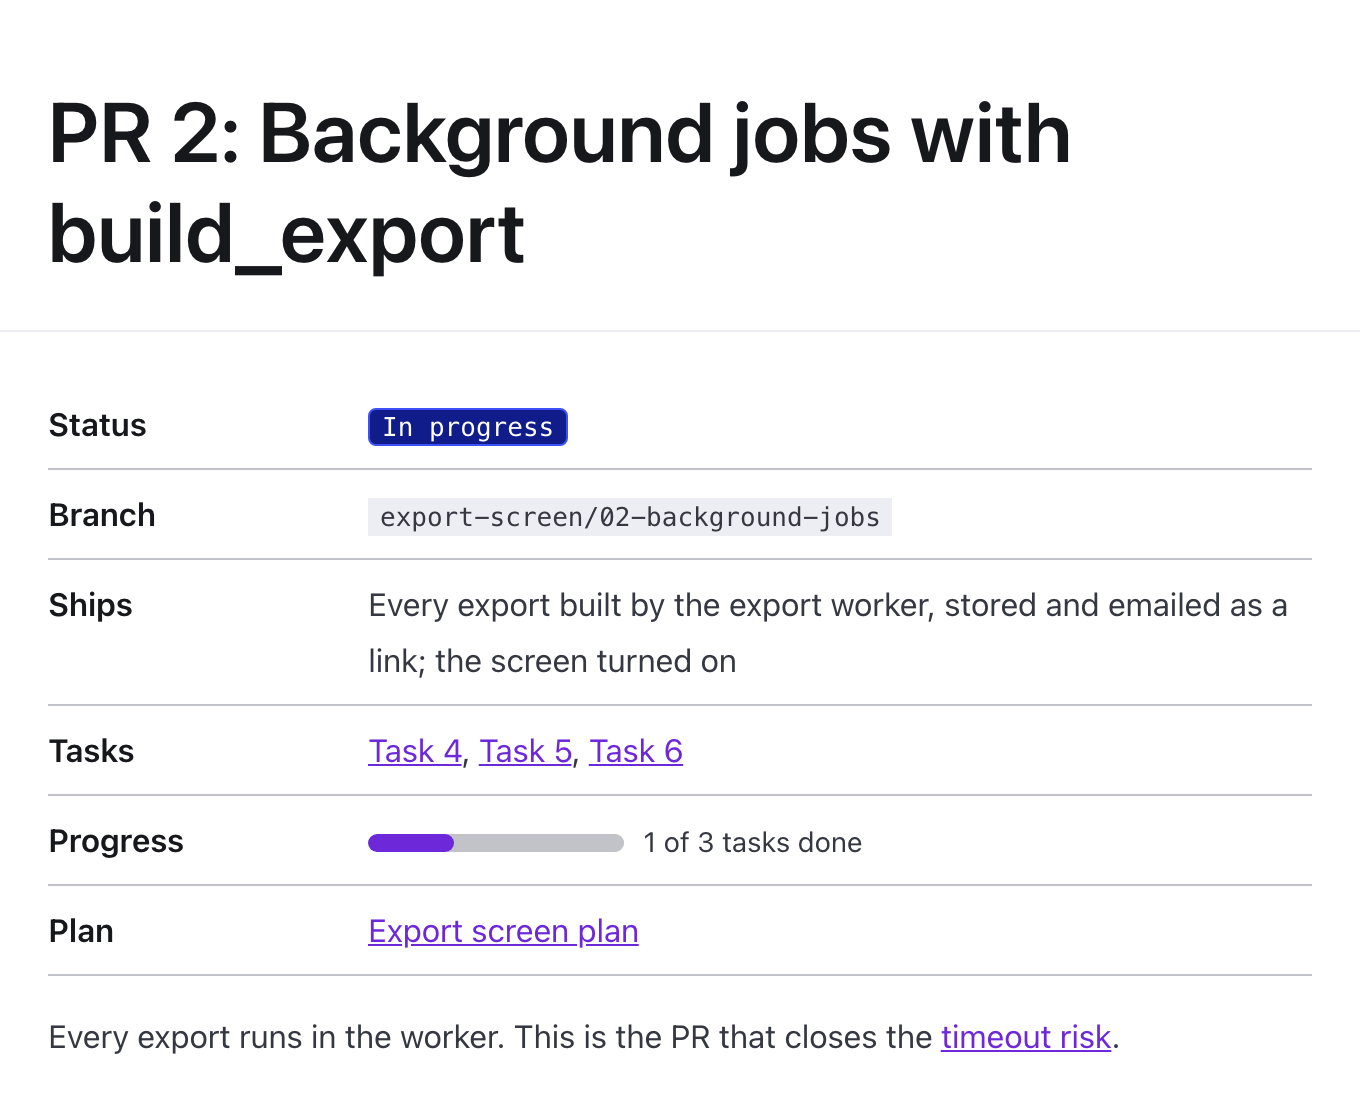 PR 2: Background jobs with
build_export
Status
In progress
Branch
export-screen/02-background-jobs
Ships
Every export built by the export worker, stored and emailed as a
link; the screen turned on
Tasks
Task 4, Task 5, Task 6
Progress
1 of 3 tasks done
Plan
Export screen plan
Every export runs in the worker. This is the PR that closes the timeout risk.